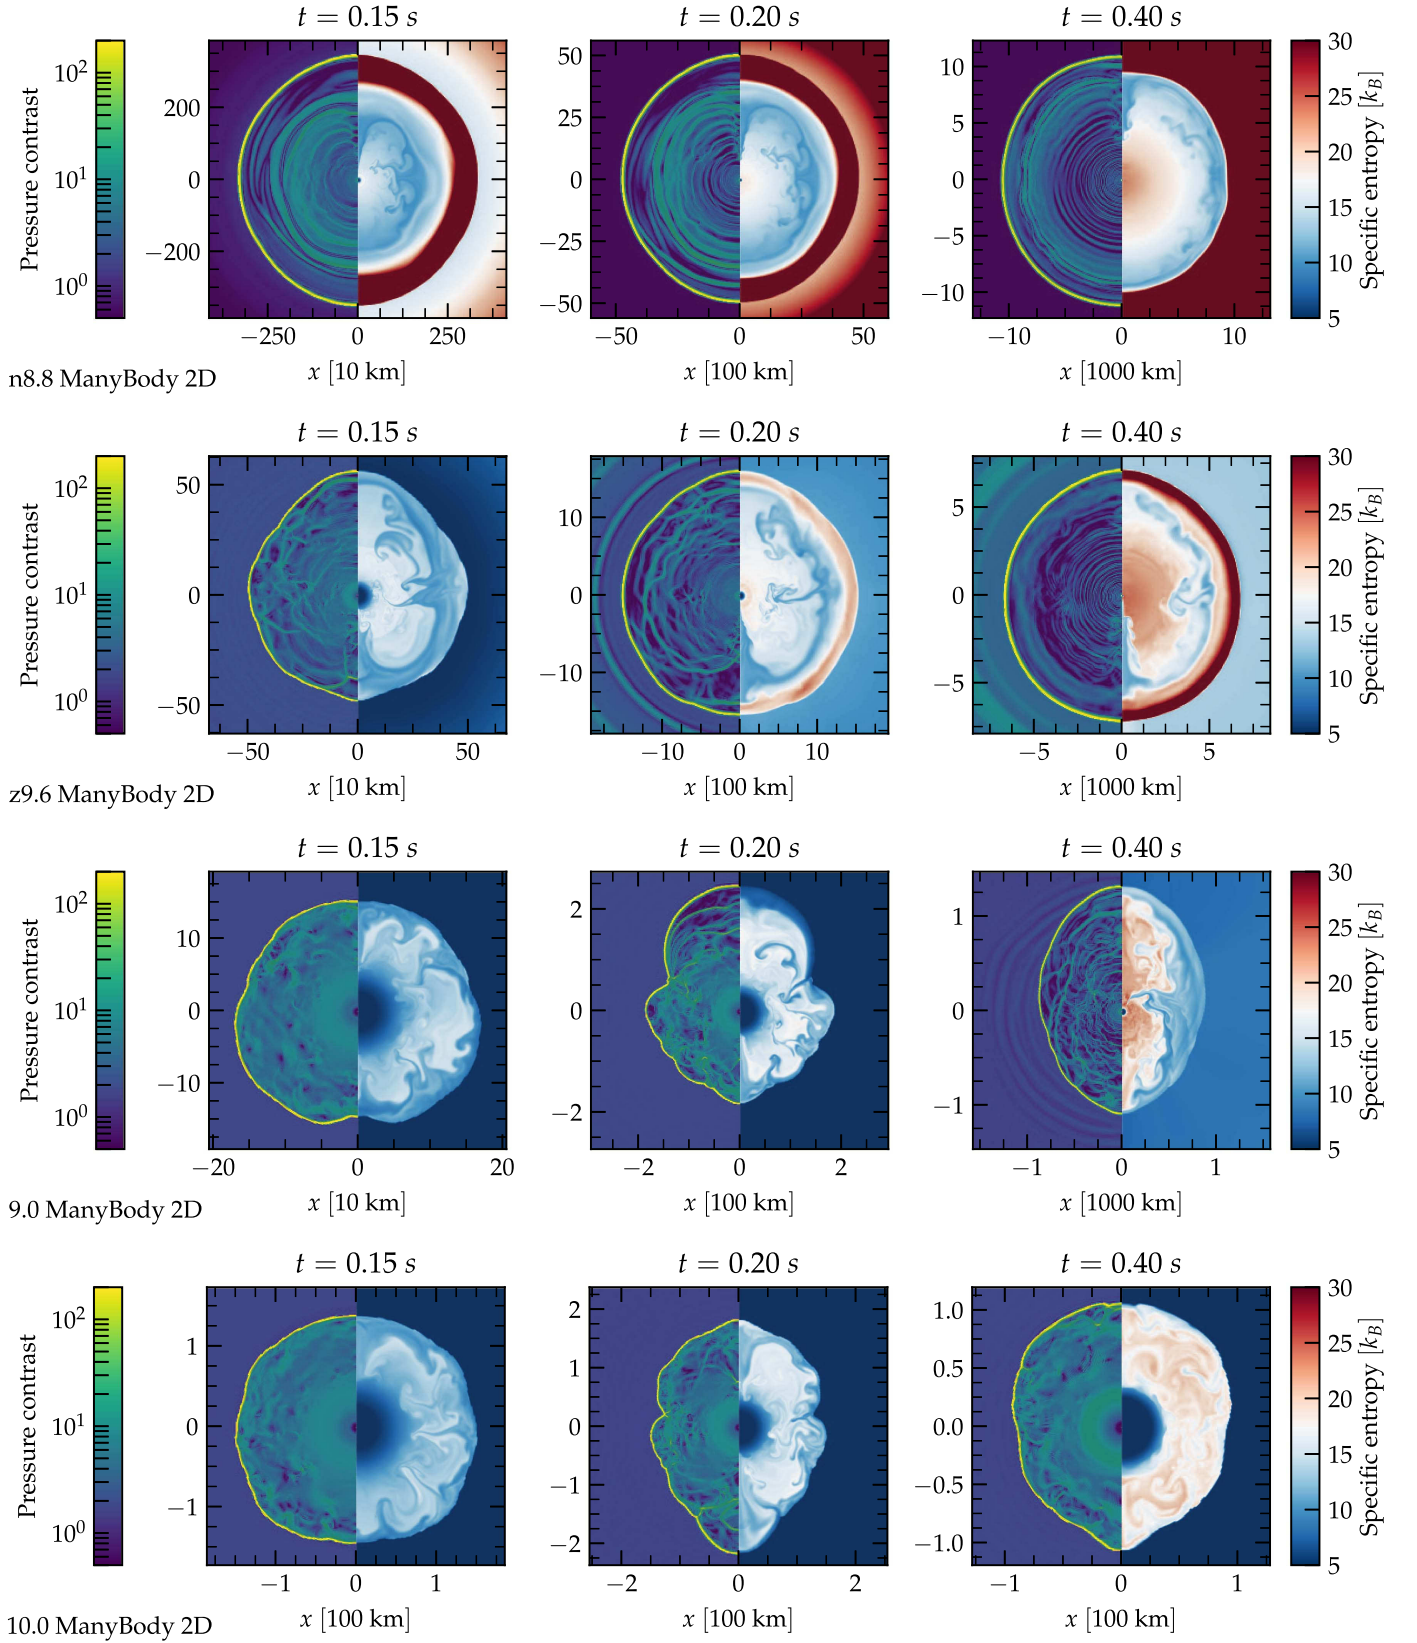 t = 0.15 s
t = 0.20 s
t = 0.40 s
Pressure contrast
10²
10¹
10⁰
200
0
−200
−250 0 250
x [10 km]
50
25
0
−25
−50
−50 0 50
x [100 km]
10
5
0
−5
−10
−10 0 10
x [1000 km]
30
25
20
15
10
5
Specific entropy [k_B]
n8.8 ManyBody 2D
t = 0.15 s
t = 0.20 s
t = 0.40 s
Pressure contrast
10²
10¹
10⁰
50
0
−50
−50 0 50
x [10 km]
10
0
−10
−10 0 10
x [100 km]
5
0
−5
−5 0 5
x [1000 km]
30
25
20
15
10
5
Specific entropy [k_B]
z9.6 ManyBody 2D
t = 0.15 s
t = 0.20 s
t = 0.40 s
Pressure contrast
10²
10¹
10⁰
10
0
−10
−20 0 20
x [10 km]
2
0
−2
−2 0 2
x [100 km]
1
0
−1
−1 0 1
x [1000 km]
30
25
20
15
10
5
Specific entropy [k_B]
9.0 ManyBody 2D
t = 0.15 s
t = 0.20 s
t = 0.40 s
Pressure contrast
10²
10¹
10⁰
1
0
−1
−1 0 1
x [100 km]
2
1
0
−1
−2
−2 0 2
x [100 km]
1.0
0.5
0.0
−0.5
−1.0
−1 0 1
x [100 km]
30
25
20
15
10
5
Specific entropy [k_B]
10.0 ManyBody 2D